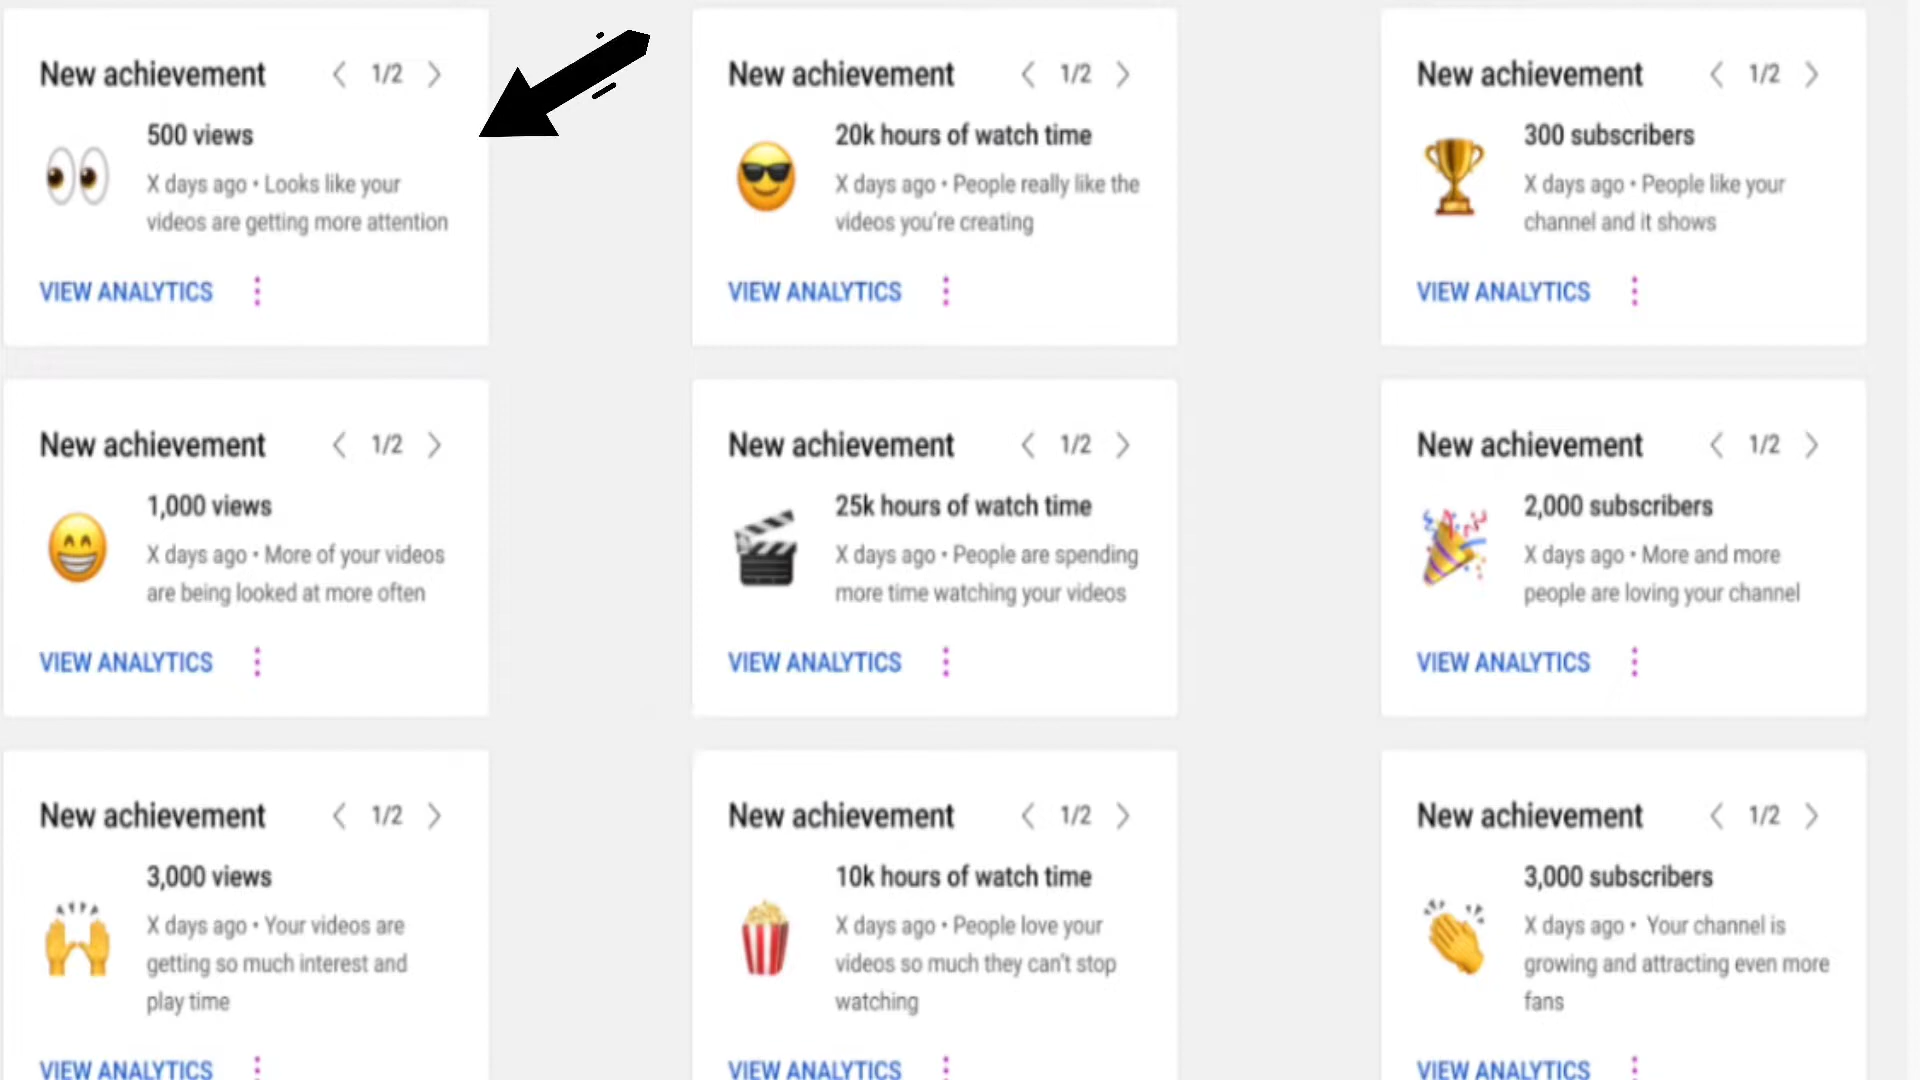 New achievement 1/2
500 views
X days ago • Looks like your
videos are getting more attention
VIEW ANALYTICS
New achievement 1/2
20k hours of watch time
X days ago • People really like the
videos you're creating
VIEW ANALYTICS
New achievement 1/2
300 subscribers
X days ago • People like your
channel and it shows
VIEW ANALYTICS
New achievement 1/2
1,000 views
X days ago • More of your videos
are being looked at more often
VIEW ANALYTICS
New achievement 1/2
25k hours of watch time
X days ago • People are spending
more time watching your videos
VIEW ANALYTICS
New achievement 1/2
2,000 subscribers
X days ago • More and more
people are loving your channel
VIEW ANALYTICS
New achievement 1/2
3,000 views
X days ago • Your videos are
getting so much interest and
play time
VIEW ANALYTICS
New achievement 1/2
10k hours of watch time
X days ago • People love your
videos so much they can't stop
watching
VIEW ANALYTICS
New achievement 1/2
3,000 subscribers
X days ago • Your channel is
growing and attracting even more
fans
VIEW ANALYTICS